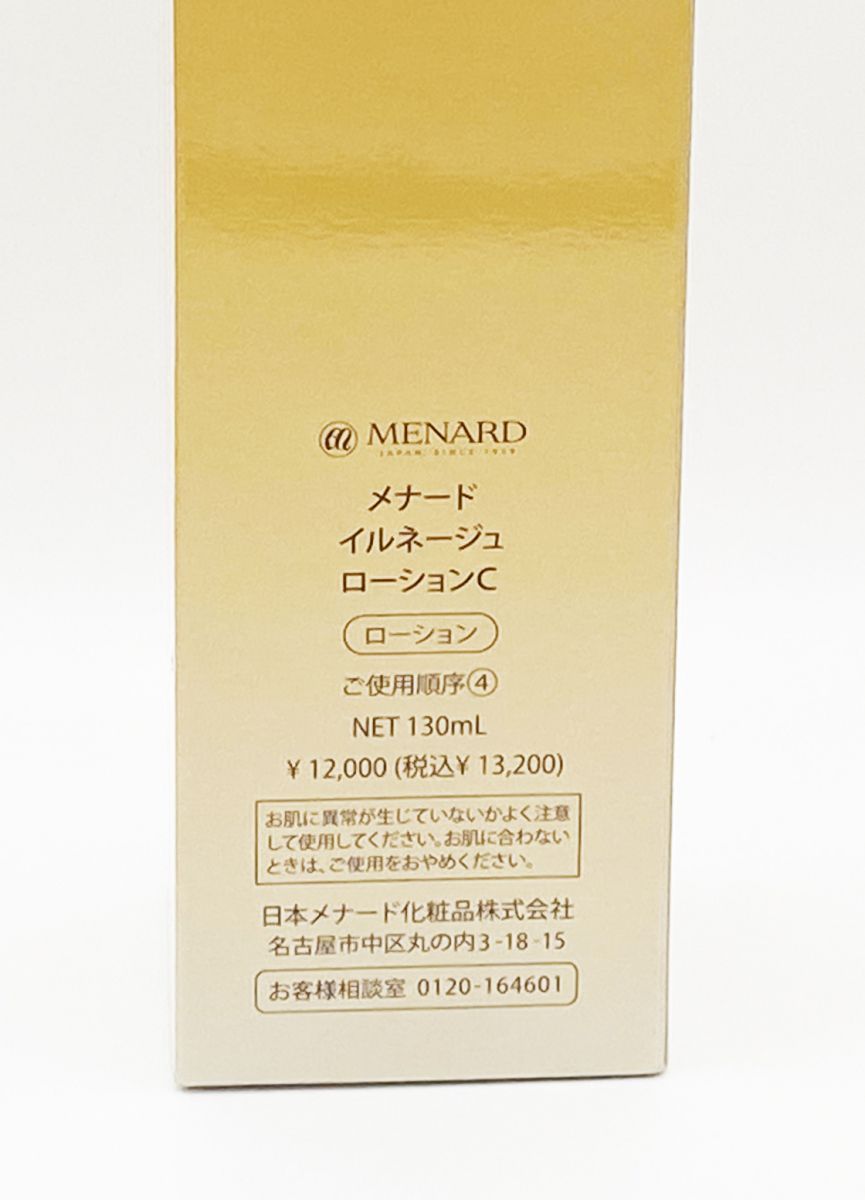 MENARD
JAPAN, SINCE 1959
メナード
イルネージュ
ローションC
ローション
ご使用順序④
NET 130mL
¥ 12,000 (税込¥ 13,200)
お肌に異常が生じていないかよく注意
して使用してください。お肌に合わない
ときは、ご使用をおやめください。
日本メナード化粧品株式会社
名古屋市中区丸の内3-18-15
お客様相談室 0120-164601